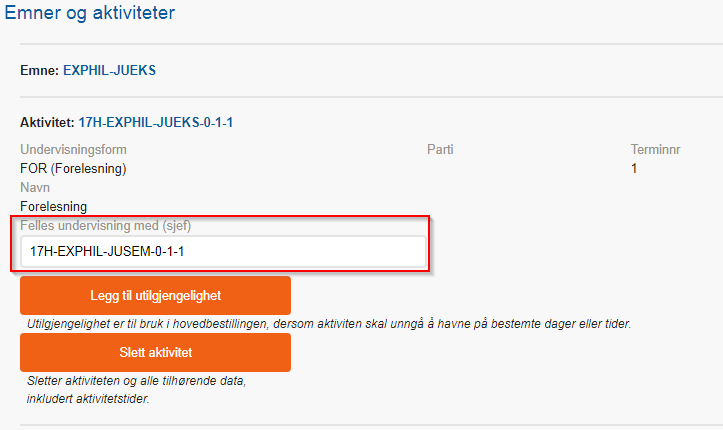 Emner og aktiviteter
Emne: EXPHIL-JUEKS
Aktivitet: 17H-EXPHIL-JUEKS-0-1-1
Undervisningsform Parti Terminnr
FOR (Forelesning) 1
Navn
Forelesning
Felles undervisning med (sjef)
17H-EXPHIL-JUSEM-0-1-1
Legg til utilgjengelighet
Utilgjengelighet er til bruk i hovedbestillingen, dersom aktiviten skal unngå å havne på bestemte dager eller tider.
Slett aktivitet
Sletter aktiviteten og alle tilhørende data,
inkludert aktivitetstider.